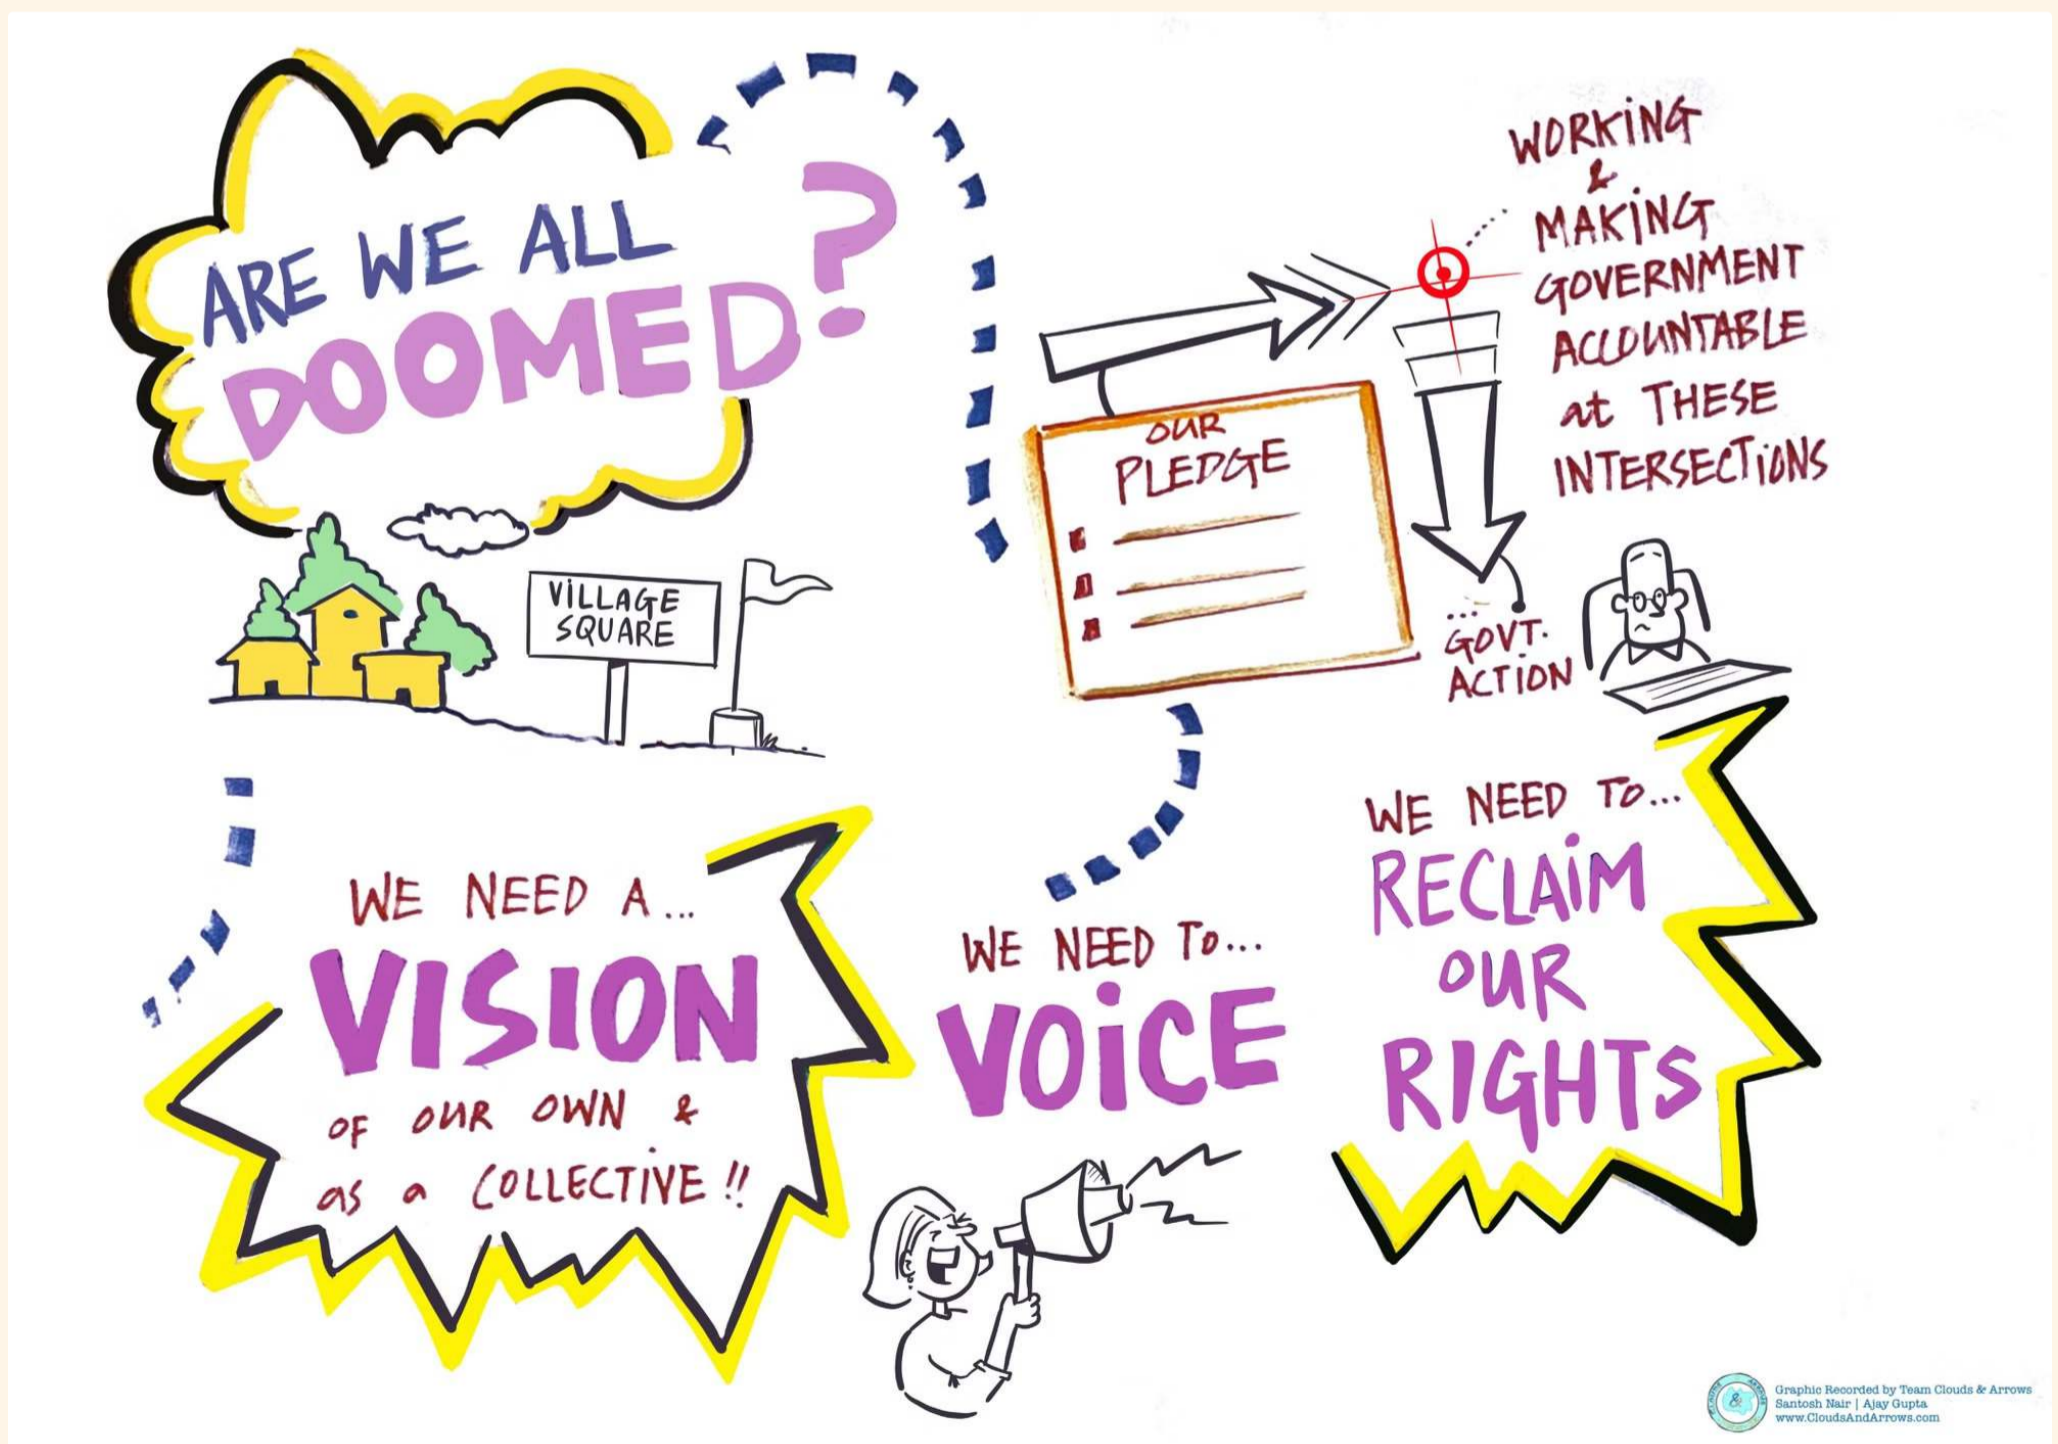 ARE WE ALL
DOOMED?
VILLAGE
SQUARE
WE NEED A...
VISION
OF OUR OWN &
as a COLLECTIVE!!
OUR
PLEDGE
WORKING
&
MAKING
GOVERNMENT
ACCOUNTABLE
at THESE
INTERSECTIONS
...
GOVT.
ACTION
WE NEED TO...
VOICE
WE NEED TO...
RECLAIM
OUR
RIGHTS
&
Graphic Recorded by Team Clouds & Arrows
Santosh Nair | Ajay Gupta
www.CloudsAndArrows.com